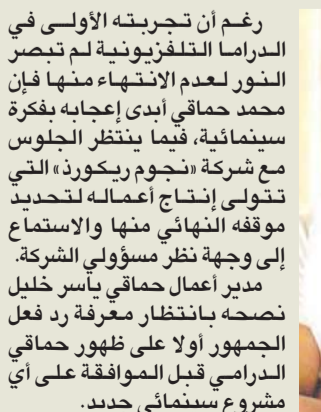 رغم أن تجربته الأولى في
الدراما التلفزيونية لم تبصر
النور لعدم الانتهاء منها فإن
محمد حماقي أبدى إعجابه بفكرة
سينمائية، فيما ينتظر الجلوس
مع شركة «نجوم ريكورد» التي
تتولى إنتاج أعماله لتحديد
موقفه النهائي منها والاستماع
إلى وجهة نظر مسؤولي الشركة.
مدير أعمال حماقي ياسر خليل
نصحه بانتظار معرفة رد فعل
الجمهور أولا على ظهور حماقي
الدرامي قبل الموافقة على أي
مشروع سينمائي جديد.